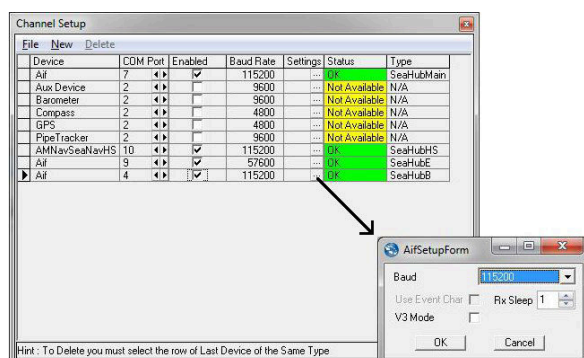 Channel Setup
File New Delete
Device COM Port Enabled Baud Rate Settings Status Type
Aif 7 115200 ... OK SeaHubMain
Aux Device 2 9600 ... Not Available N/A
Barometer 2 9600 ... Not Available N/A
Compass 2 4800 ... Not Available N/A
GPS 2 4800 ... Not Available N/A
PipeTracker 2 9600 ... Not Available N/A
AMNavSeaNavHS 10 115200 ... OK SeaHubHS
Aif 9 57600 ... OK SeaHubE
Aif 4 115200 ... OK SeaHubB
AifSetupForm
Baud 115200
Use Event Char Rx Sleep 1
V3 Mode
OK Cancel
Hint : To Delete you must select the row of Last Device of the Same Type